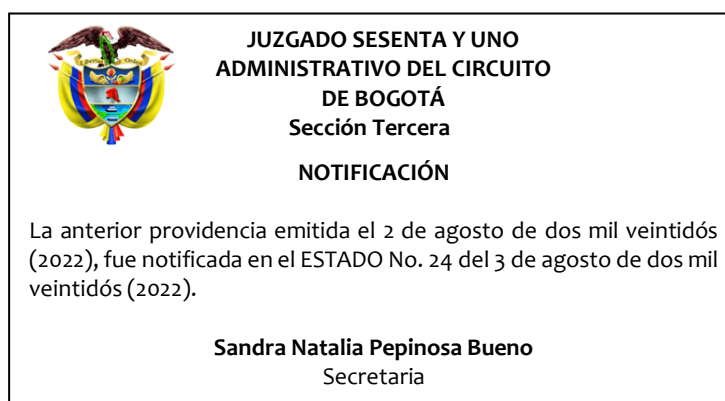 JUZGADO SESENTA Y UNO
ADMINISTRATIVO DEL CIRCUITO
DE BOGOTÁ
Sección Tercera
NOTIFICACIÓN
La anterior providencia emitida el 2 de agosto de dos mil veintidós
(2022), fue notificada en el ESTADO No. 24 del 3 de agosto de dos mil
veintidós (2022).
Sandra Natalia Pepinosa Bueno
Secretaria